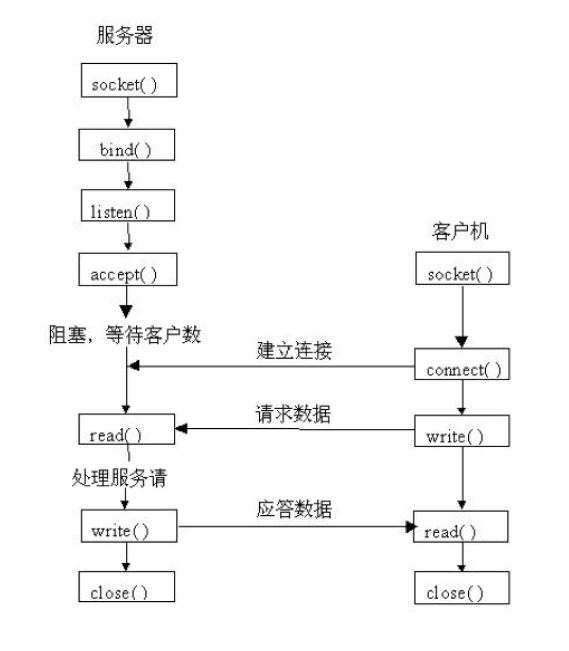 服务器
socket( )
bind( )
listen( )
accept( )
阻塞，等待客户数
客户机
socket( )
建立连接
connect( )
请求数据
read( )
write( )
处理服务请
应答数据
write( )
read( )
close( )
close( )